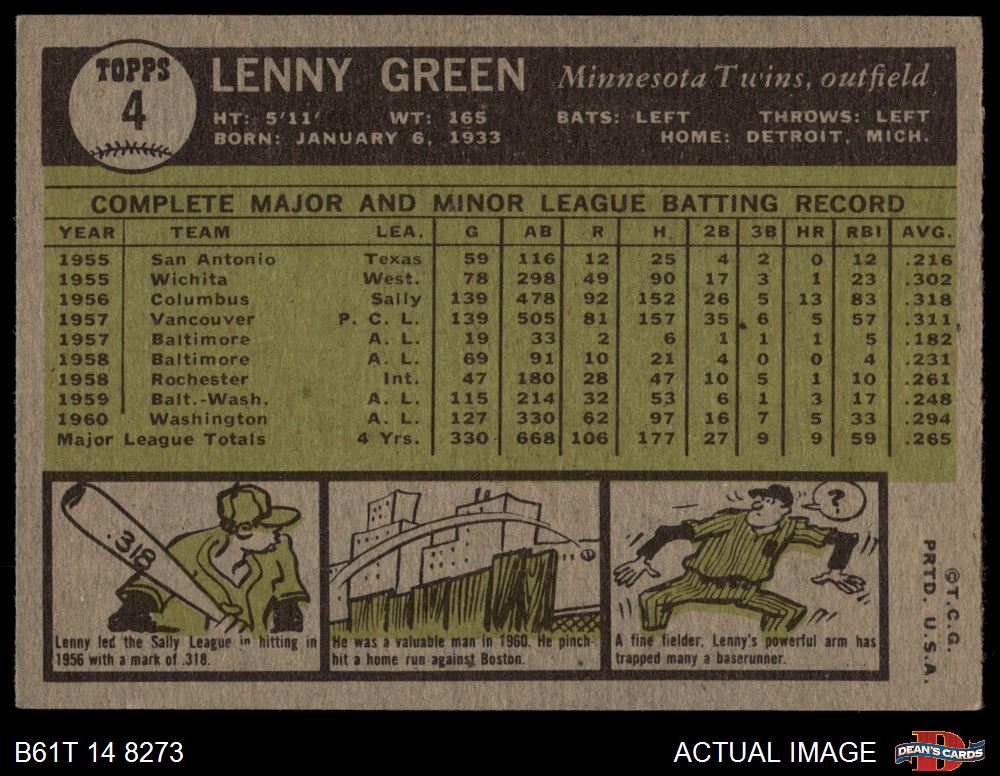 TOPPS
4
LENNY GREEN Minnesota Twins, outfield
HT: 5'11' WT: 165 BATS: LEFT THROWS: LEFT
BORN: JANUARY 6, 1933 HOME: DETROIT, MICH.
COMPLETE MAJOR AND MINOR LEAGUE BATTING RECORD
YEAR TEAM LEA. G AB R H 2B 3B HR RBI AVG.
1955 San Antonio Texas 59 116 12 25 4 2 0 12 .216
1955 Wichita West. 78 298 49 90 17 3 1 23 .302
1956 Columbus Sally 139 478 92 152 26 5 13 83 .318
1957 Vancouver P. C. L. 139 505 81 157 35 6 5 57 .311
1957 Baltimore A. L. 19 33 2 6 1 1 1 5 .182
1958 Baltimore A. L. 69 91 10 21 4 0 0 4 .231
1958 Rochester Int. 47 180 28 47 10 5 1 10 .261
1959 Balt.-Wash. A. L. 115 214 32 53 6 1 3 17 .248
1960 Washington A. L. 127 330 62 97 16 7 5 33 .294
Major League Totals 4 Yrs. 330 668 106 177 27 9 9 59 .265
.318
Lenny led the Sally League in hitting in
1956 with a mark of .318.
He was a valuable man in 1960. He pinch-
hit a home run against Boston.
?
A fine fielder, Lenny's powerful arm has
trapped many a baserunner.
© T. C. G.
PRTD. U.S.A.
B61T 14 8273
ACTUAL IMAGE
D
DEAN'S CARDS